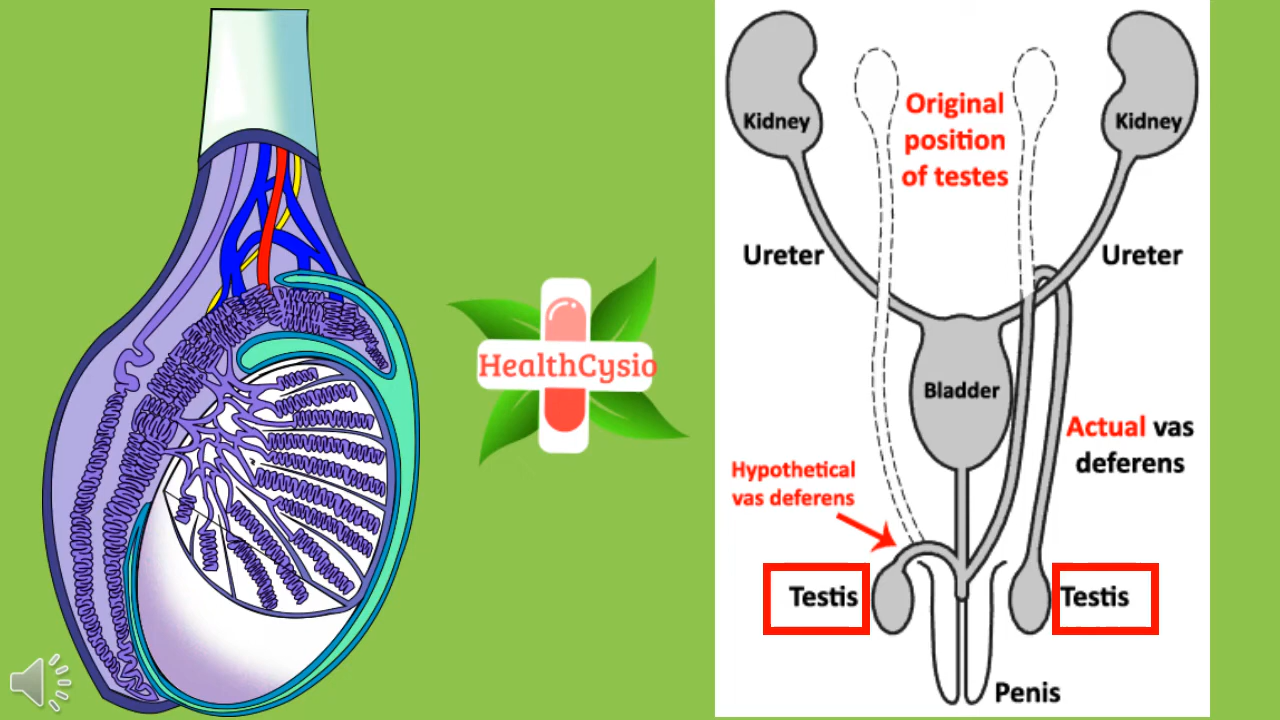 HealthCysio
Kidney
Kidney
Original
position
of testes
Ureter
Ureter
Bladder
Actual vas
deferens
Hypothetical
vas deferens
Testis
Testis
Penis